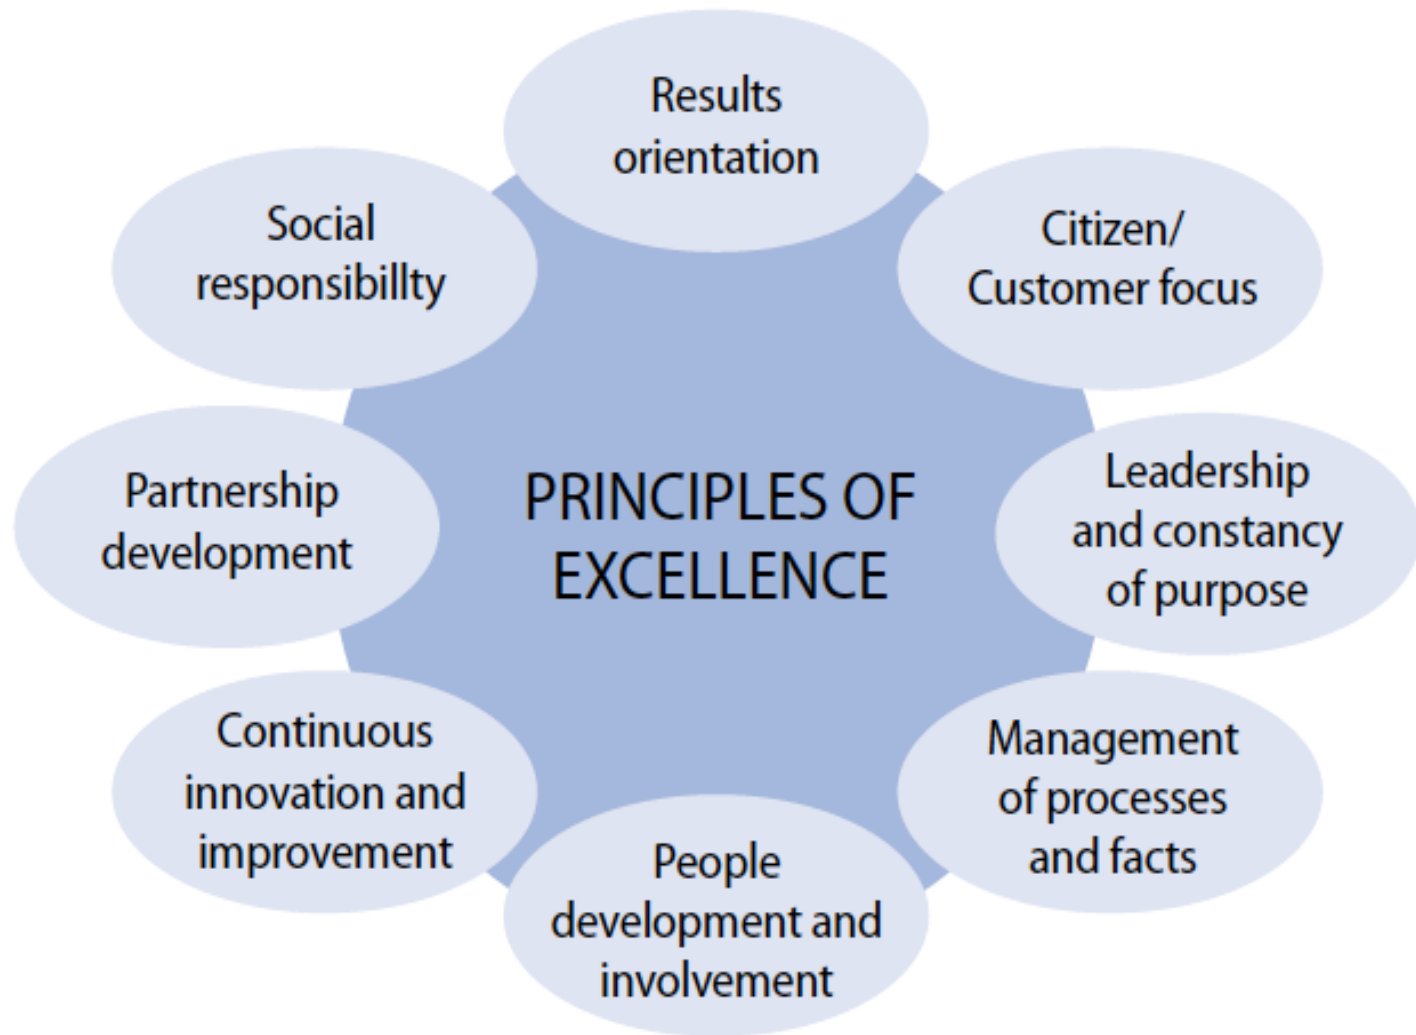 Results
orientation
Citizen/
Customer focus
Leadership
and constancy
of purpose
Management
of processes
and facts
People
development and
involvement
Continuous
innovation and
improvement
Partnership
development
Social
responsibillty
PRINCIPLES OF
EXCELLENCE